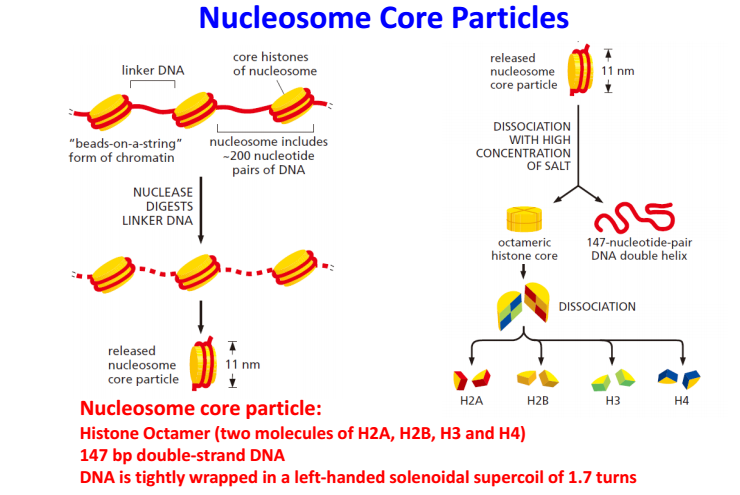 Nucleosome Core Particles
linker DNA
core histones
of nucleosome
"beads-on-a-string"
form of chromatin
nucleosome includes
~200 nucleotide
pairs of DNA
NUCLEASE
DIGESTS
LINKER DNA
released
nucleosome
core particle
11 nm
released
nucleosome
core particle
11 nm
DISSOCIATION
WITH HIGH
CONCENTRATION
OF SALT
octameric
histone core
147-nucleotide-pair
DNA double helix
DISSOCIATION
H2A
H2B
H3
H4
Nucleosome core particle:
Histone Octamer (two molecules of H2A, H2B, H3 and H4)
147 bp double-strand DNA
DNA is tightly wrapped in a left-handed solenoidal supercoil of 1.7 turns